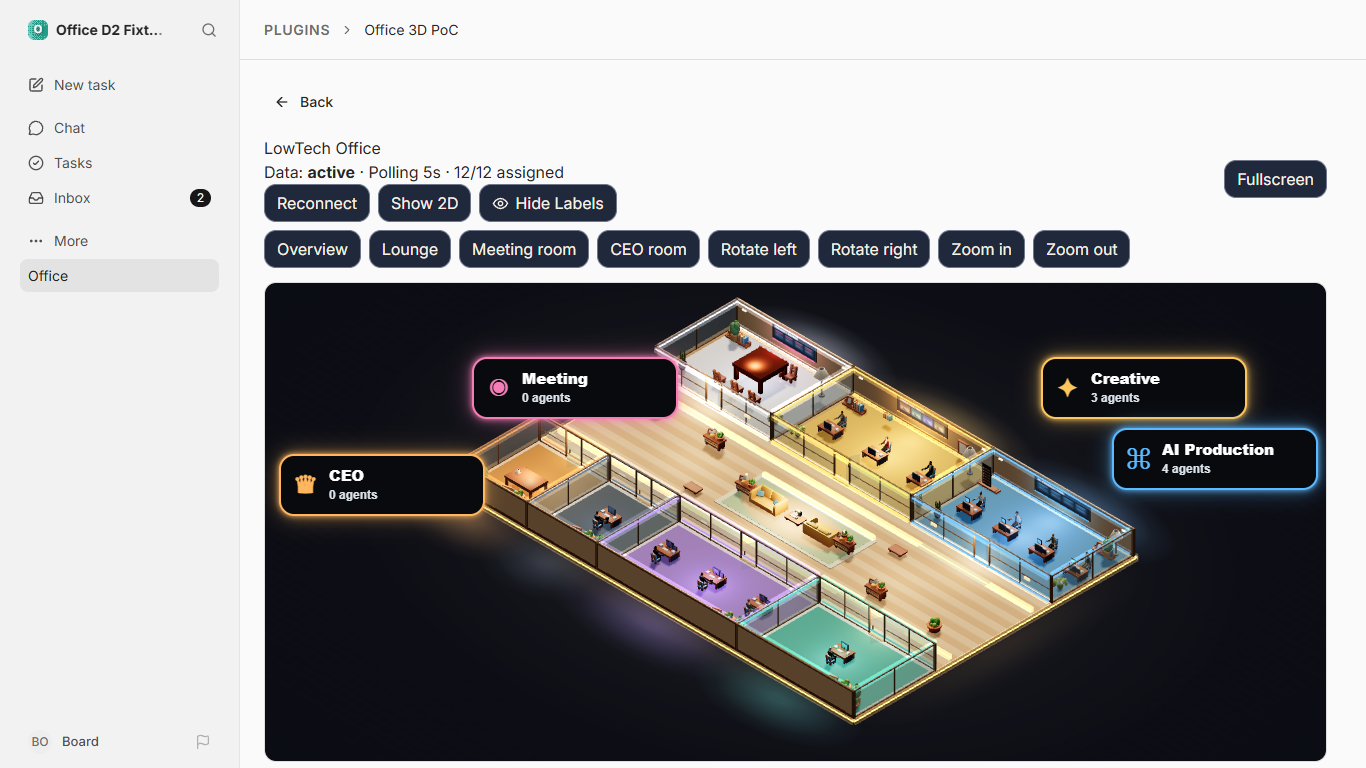 Office D2 Fixt...
PLUGINS > Office 3D PoC
New task
Chat
Tasks
Inbox 2
More
Office
BO Board
Back
LowTech Office
Data: active · Polling 5s · 12/12 assigned
Fullscreen
Reconnect Show 2D Hide Labels
Overview Lounge Meeting room CEO room Rotate left Rotate right Zoom in Zoom out
Meeting
0 agents
Creative
3 agents
AI Production
4 agents
CEO
0 agents